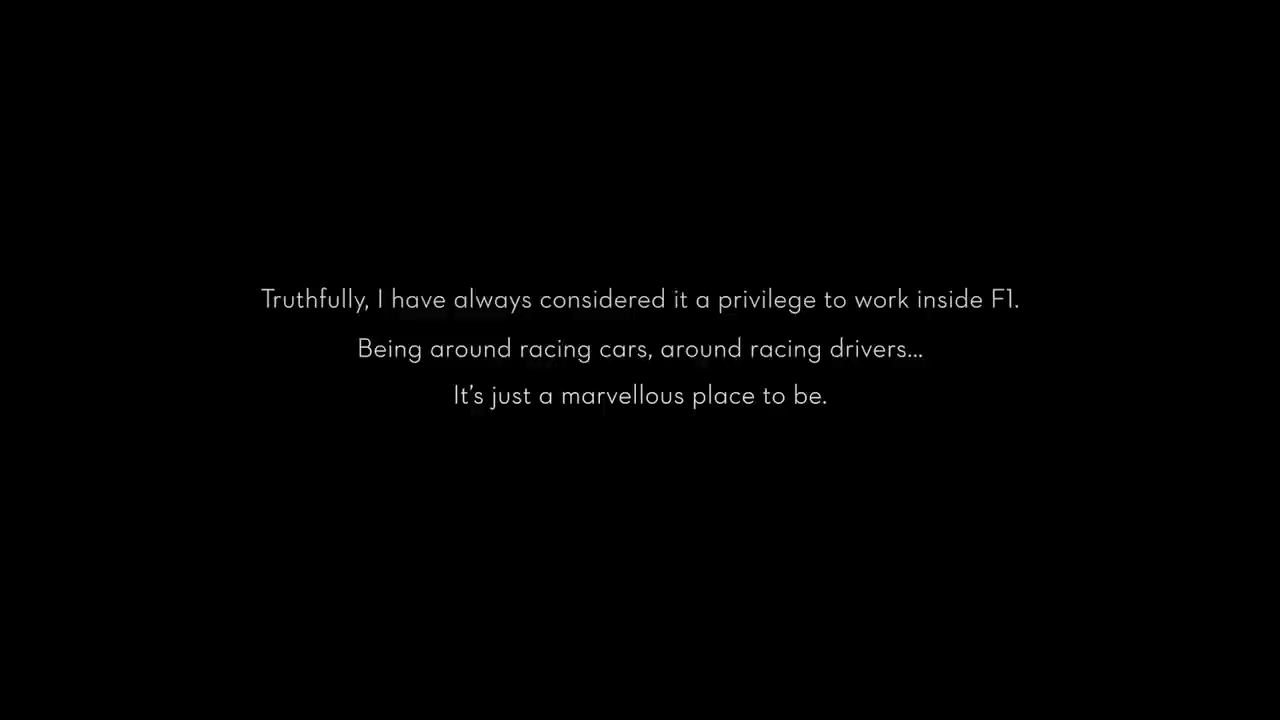 Truthfully, I have always considered it a privilege to work inside F1.
Being around racing cars, around racing drivers...
It's just a marvellous place to be.